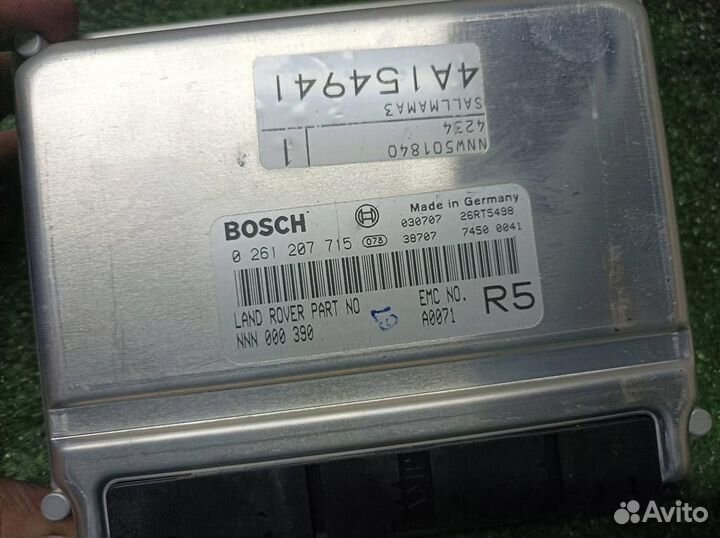 4A154941
SALLMAMA3
4234
NNW501840 1
BOSCH Made in Germany
030707 26RT5498
0 261 207 715 078 38707 7450 0041
LAND ROVER PART NO EMC NO. R5
NNN 000 390 A0071
Avito